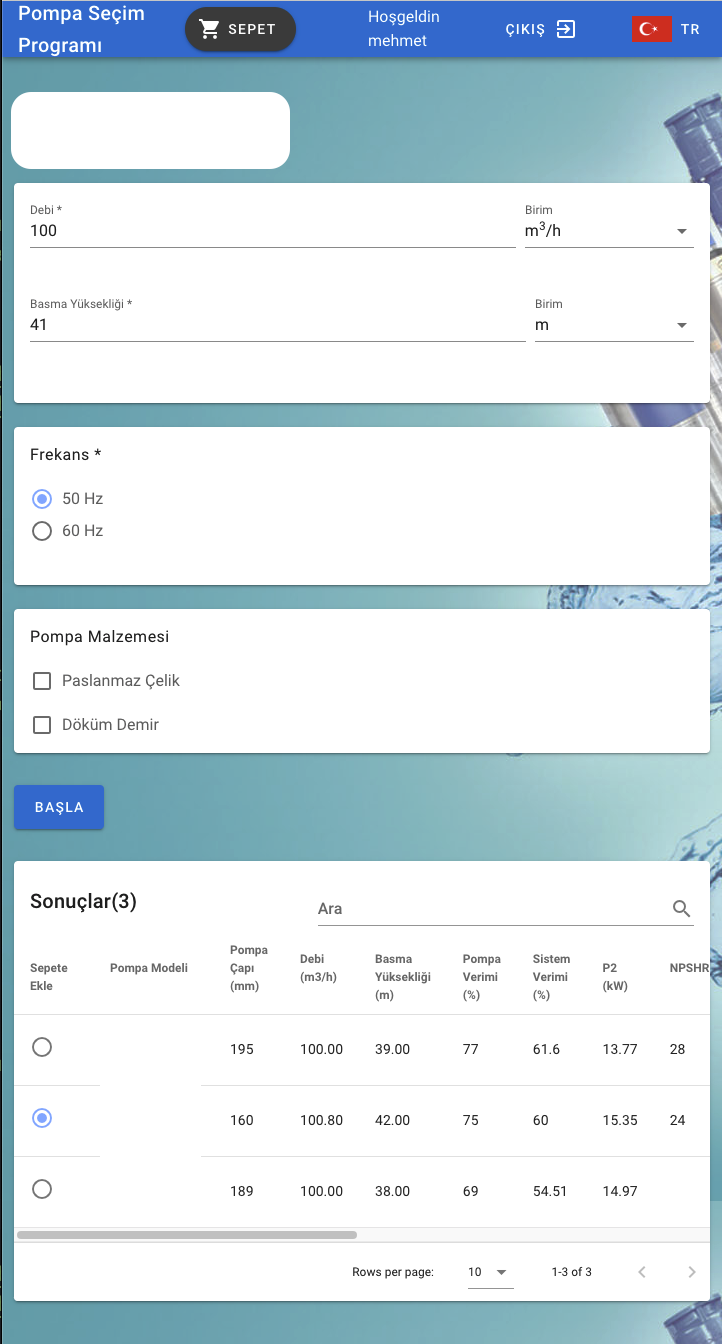 Pompa Seçim
Programı
SEPET
Hoşgeldin
mehmet
ÇIKIŞ
TR
Debi *
100
Birim
m³/h
Basma Yüksekliği *
41
Birim
m
Frekans *
50 Hz
60 Hz
Pompa Malzemesi
Paslanmaz Çelik
Döküm Demir
BAŞLA
Sonuçlar(3)
Ara
Sepete
Ekle
Pompa Modeli
Pompa
Çapı
(mm)
Debi
(m3/h)
Basma
Yüksekliği
(m)
Pompa
Verimi
(%)
Sistem
Verimi
(%)
P2
(kW)
NPSHR
195 100.00 39.00 77 61.6 13.77 28
160 100.80 42.00 75 60 15.35 24
189 100.00 38.00 69 54.51 14.97
Rows per page: 10 1-3 of 3